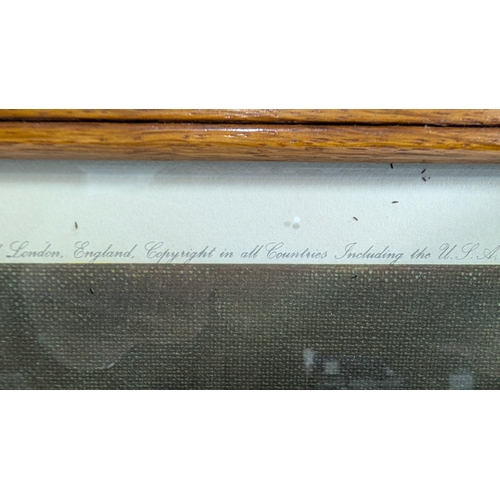 London, England, Copyright in all Countries Including the U.S.A.